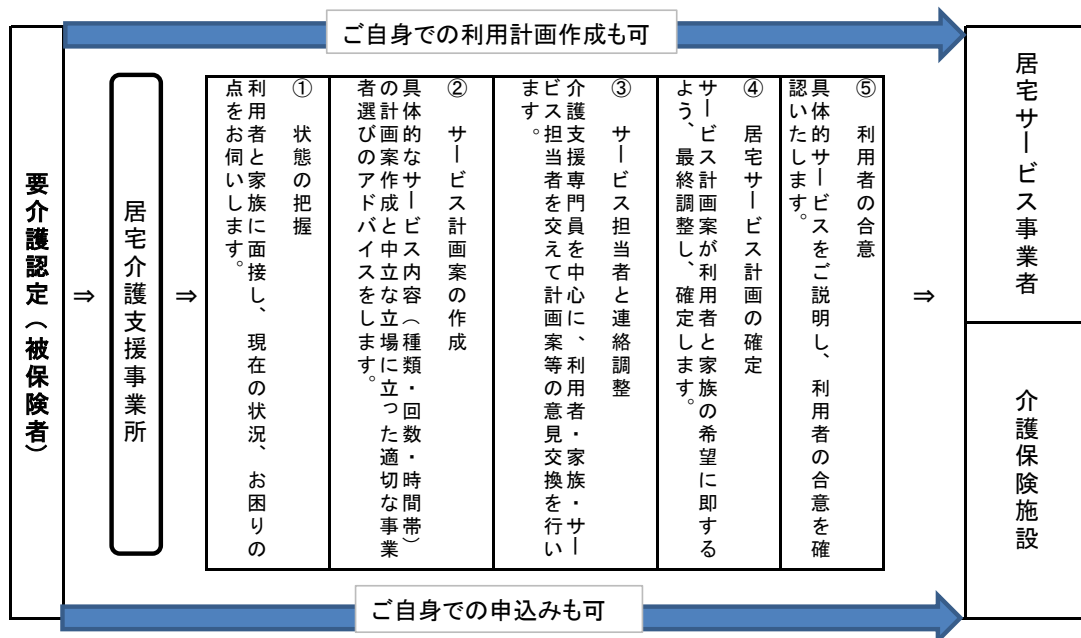 ご自身での利用計画作成も可
要介護認定（被保険者）
⇒
居宅介護支援事業所
⇒
① 状態の把握
利用者と家族に面接し、現在の状況、お困りの
点をお伺いします。
② サービス計画案の作成
具体的なサービス内容（種類・回数・時間帯）
の計画案作成と中立な立場に立った適切な事業
者選びのアドバイスをします。
③ サービス担当者と連絡調整
介護支援専門員を中心に、利用者・家族・サー
ビス担当者を交えて計画案等の意見交換を行い
ます。
④ 居宅サービス計画の確定
サービス計画案が利用者と家族の希望に即する
よう、最終調整し、確定します。
⑤ 利用者の合意
具体的サービスをご説明し、利用者の合意を確
認いたします。
⇒
居宅サービス事業者
介護保険施設
ご自身での申込みも可